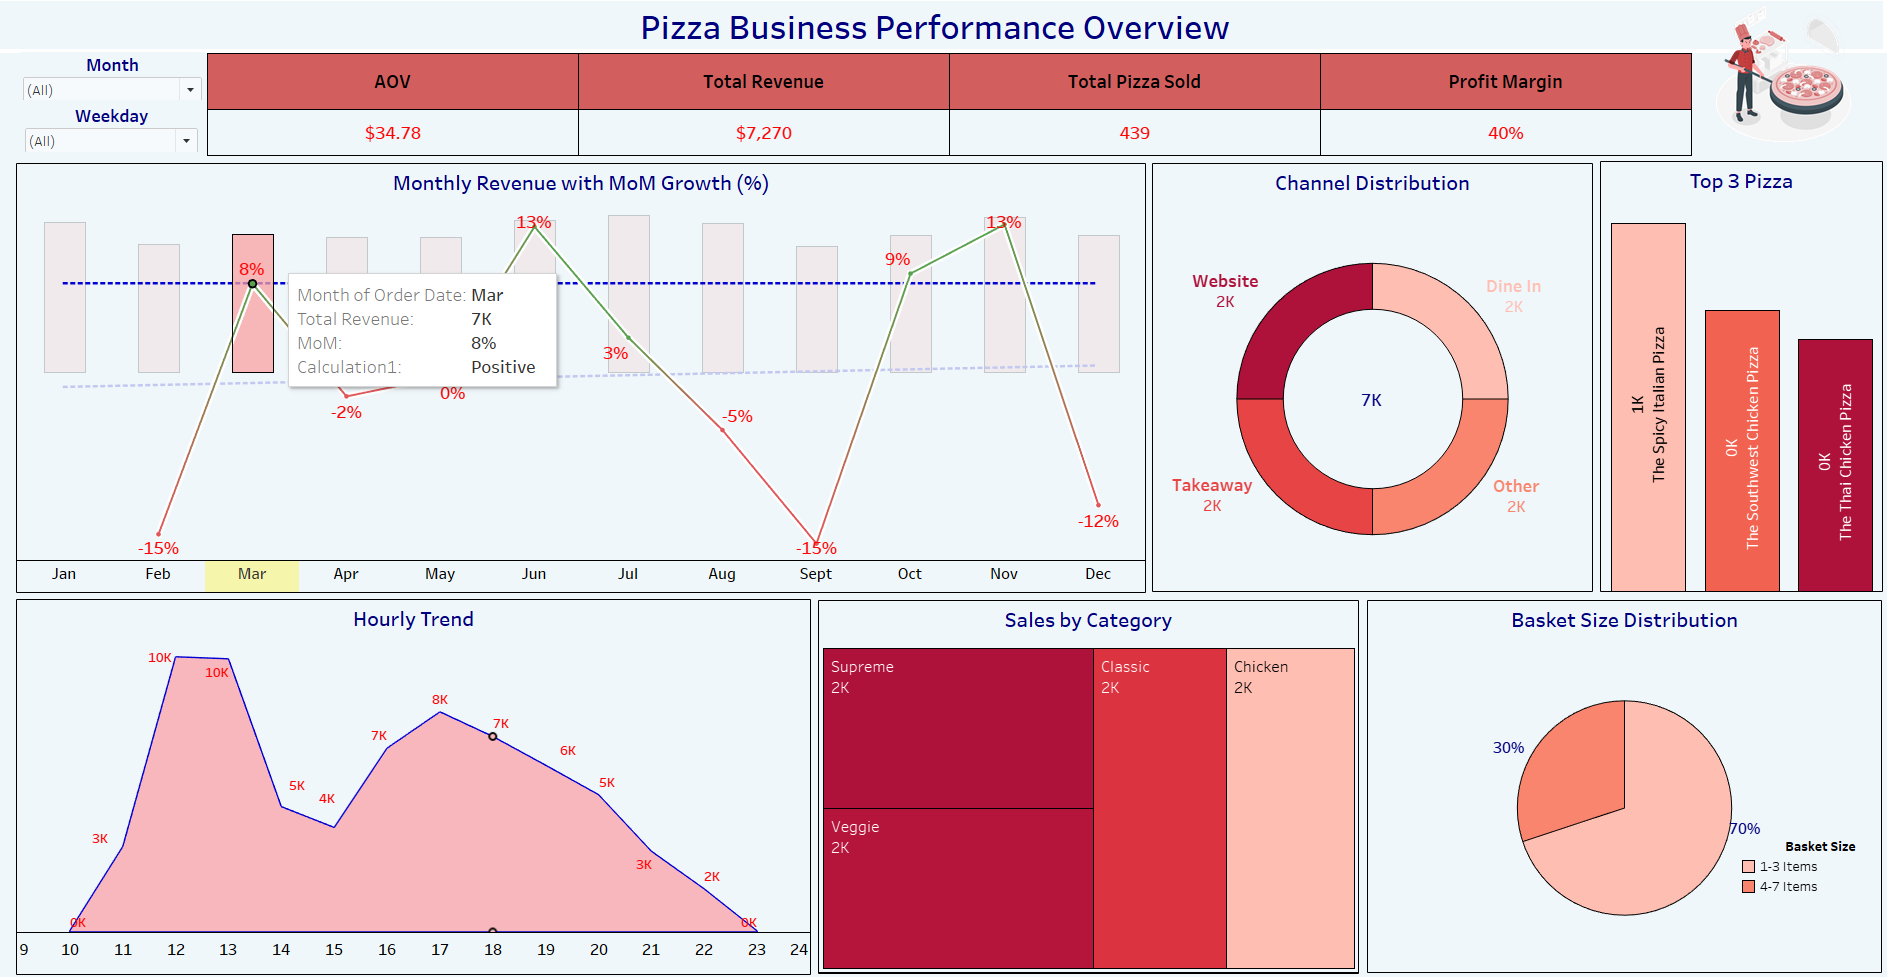 Pizza Business Performance Overview
Month
(All)
Weekday
(All)
AOV
Total Revenue
Total Pizza Sold
Profit Margin
$34.78
$7,270
439
40%
Monthly Revenue with MoM Growth (%)
13%
13%
9%
8%
Month of Order Date: Mar
Total Revenue: 7K
MoM: 8%
Calculation1: Positive
3%
0%
-2%
-5%
-15%
-15%
-12%
Jan
Feb
Mar
Apr
May
Jun
Jul
Aug
Sept
Oct
Nov
Dec
Channel Distribution
Website
2K
Dine In
2K
7K
Takeaway
2K
Other
2K
Top 3 Pizza
1K
The Spicy Italian Pizza
0K
The Southwest Chicken Pizza
0K
The Thai Chicken Pizza
Hourly Trend
0K
3K
10K
10K
5K
4K
7K
8K
7K
6K
5K
3K
2K
0K
9
10
11
12
13
14
15
16
17
18
19
20
21
22
23
24
Sales by Category
Supreme
2K
Veggie
2K
Classic
2K
Chicken
2K
Basket Size Distribution
30%
70%
Basket Size
1-3 Items
4-7 Items